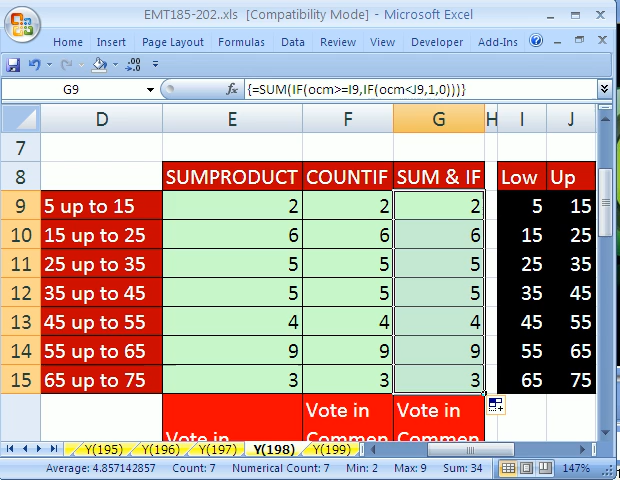 EMT185-202..xls [Compatibility Mode] - Microsoft Excel
Home Insert Page Layout Formulas Data Review View Developer Add-Ins
G9 fx {=SUM(IF(ocm>=I9,IF(ocm<J9,1,0)))}
D E F G H I J
7
8 SUMPRODUCT COUNTIF SUM & IF Low Up
9 5 up to 15 2 2 2 5 15
10 15 up to 25 6 6 6 15 25
11 25 up to 35 5 5 5 25 35
12 35 up to 45 5 5 5 35 45
13 45 up to 55 4 4 4 45 55
14 55 up to 65 9 9 9 55 65
15 65 up to 75 3 3 3 65 75
Vote in Vote in
Vote in Commen Commen
Y(195) Y(196) Y(197) Y(198) Y(199)
Average: 4.857142857 Count: 7 Numerical Count: 7 Min: 2 Max: 9 Sum: 34 147%